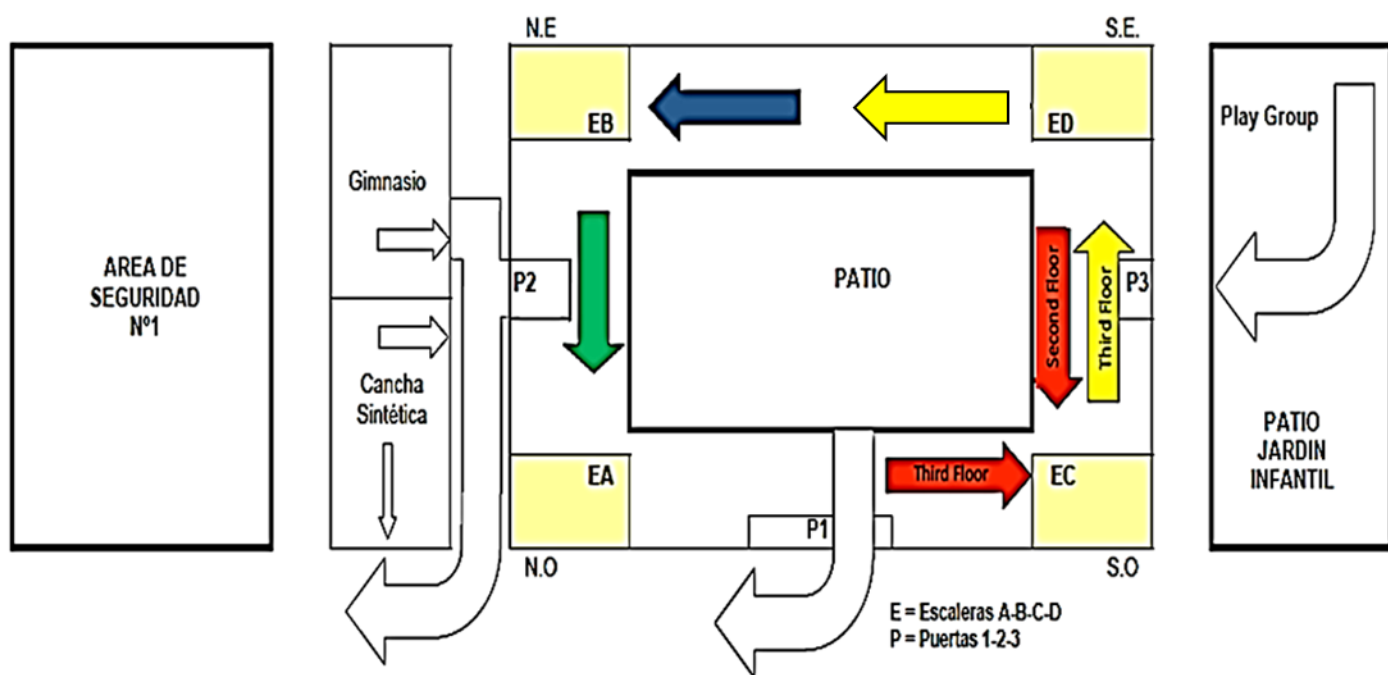 N.E
S.E.
EB
ED
Play Group
Gimnasio
AREA DE
SEGURIDAD
Nº1
P2
PATIO
Second Floor
Third Floor
P3
Cancha
Sintética
PATIO
JARDIN
INFANTIL
EA
Third Floor
EC
P1
N.O
S.O
E = Escaleras A-B-C-D
P = Puertas 1-2-3